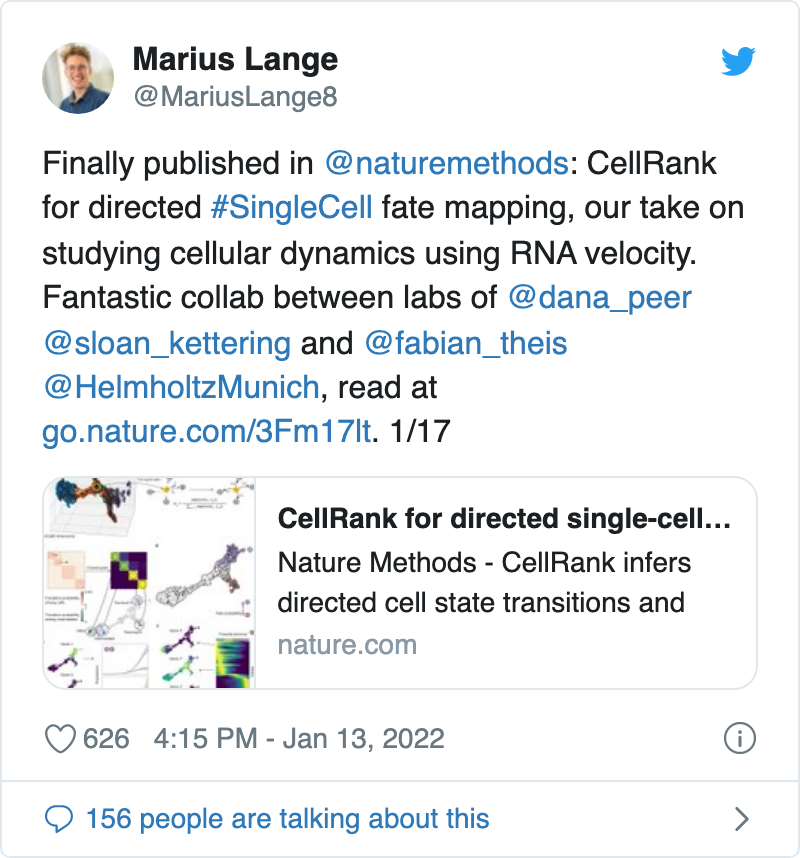 Marius Lange
@MariusLange8
Finally published in @naturemethods: CellRank
for directed #SingleCell fate mapping, our take on
studying cellular dynamics using RNA velocity.
Fantastic collab between labs of @dana_peer
@sloan_kettering and @fabian_theis
@HelmholtzMunich, read at
go.nature.com/3Fm17lt. 1/17
CellRank for directed single-cell...
Nature Methods - CellRank infers
directed cell state transitions and
nature.com
626 4:15 PM - Jan 13, 2022
156 people are talking about this